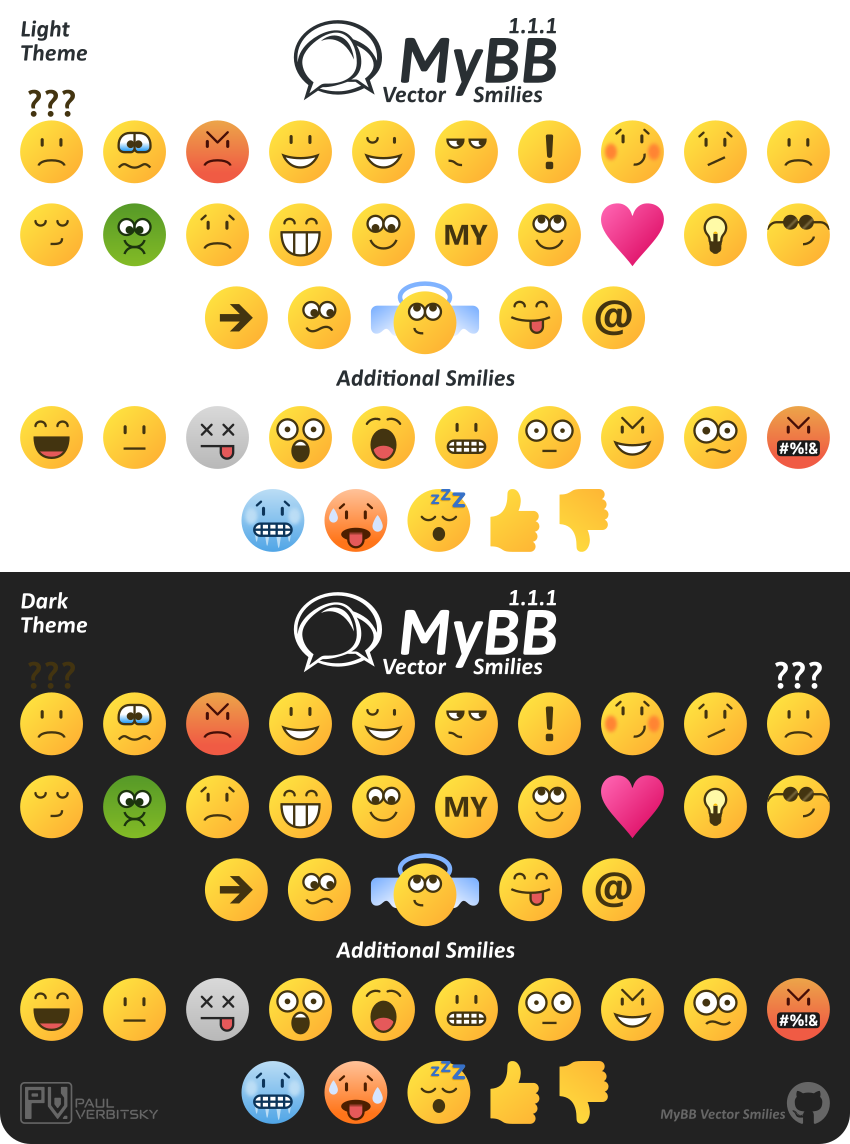 Light
Theme
1.1.1
MyBB
Vector Smilies
???
!
MY
@
Additional Smilies
#%!&
zzz
Dark
Theme
1.1.1
MyBB
Vector Smilies
???
???
!
MY
@
Additional Smilies
#%!&
zzz
PV.
PAUL
VERBITSKY
MyBB Vector Smilies